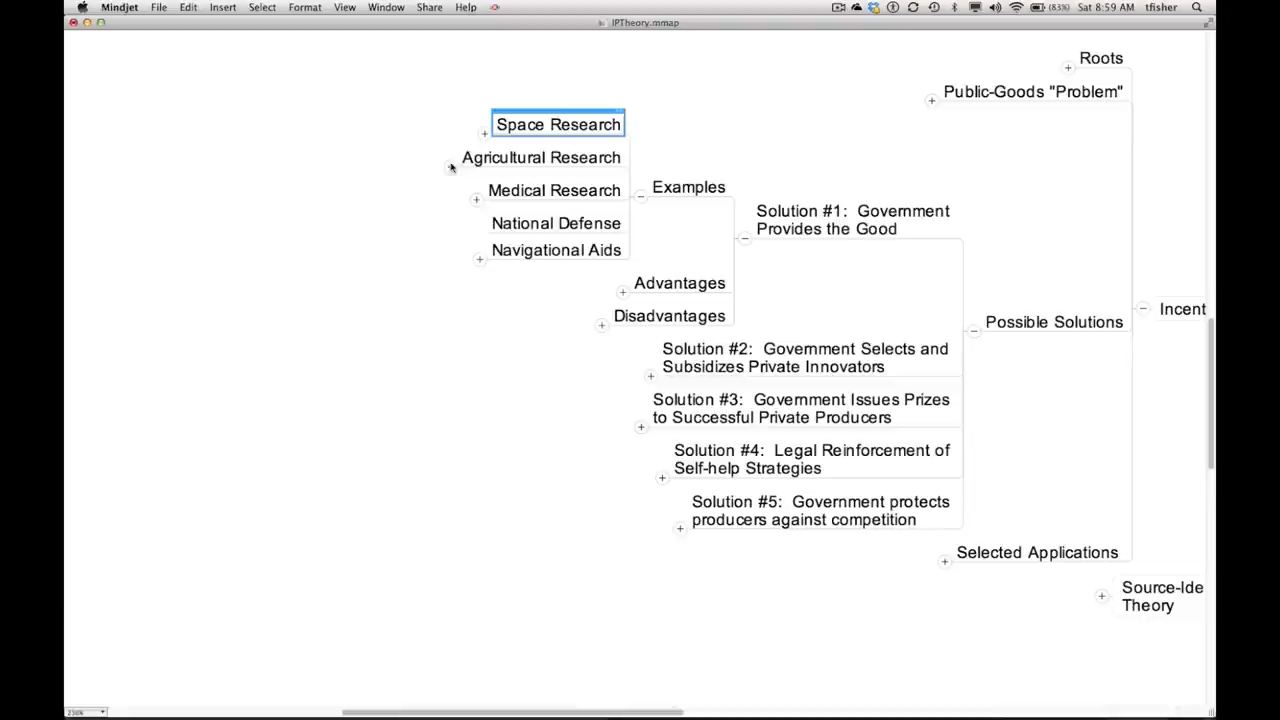 Mindjet File Edit Insert Select Format View Window Share Help (83%) Sat 8:59 AM tfisher
IPTheory.mmap
Roots
Public-Goods "Problem"
Space Research
Agricultural Research
Medical Research
National Defense
Navigational Aids
Examples
Solution #1: Government
Provides the Good
Advantages
Disadvantages
Incent
Possible Solutions
Solution #2: Government Selects and
Subsidizes Private Innovators
Solution #3: Government Issues Prizes
to Successful Private Producers
Solution #4: Legal Reinforcement of
Self-help Strategies
Solution #5: Government protects
producers against competition
Selected Applications
Source-Ide
Theory